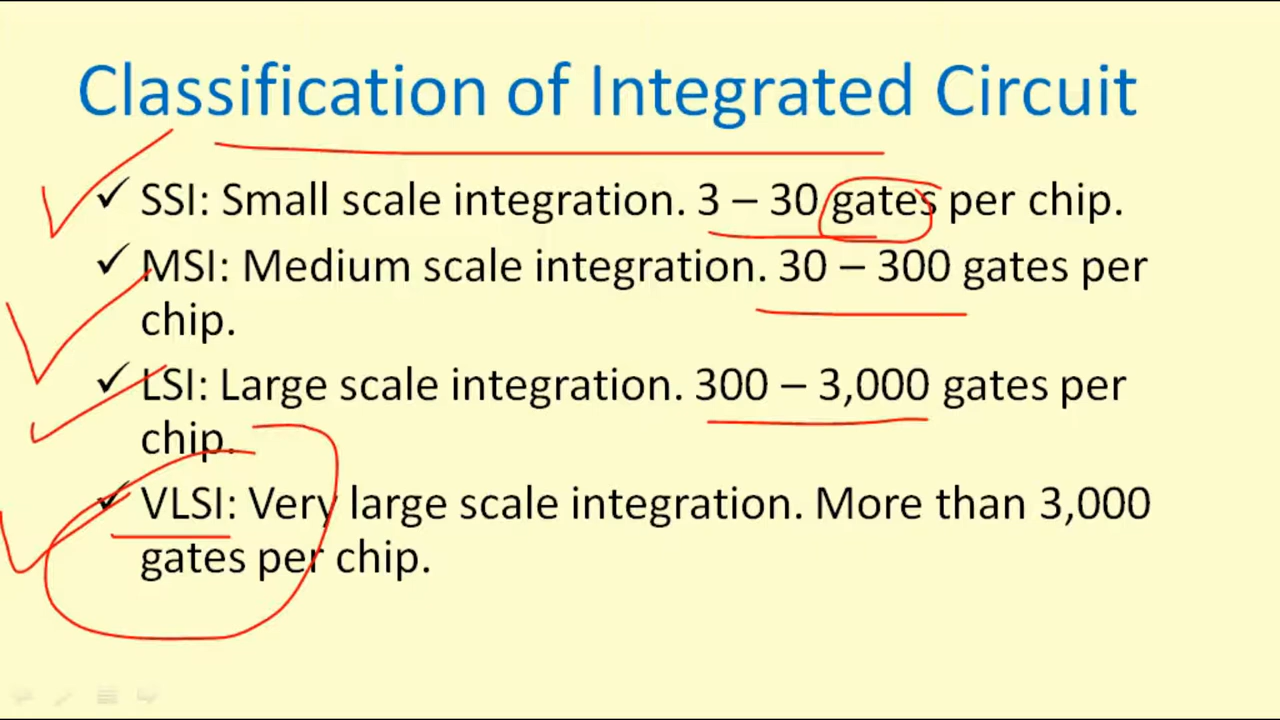 Classification of Integrated Circuit
✓ SSI: Small scale integration. 3 – 30 gates per chip.
✓ MSI: Medium scale integration. 30 – 300 gates per
chip.
✓ LSI: Large scale integration. 300 – 3,000 gates per
chip.
✓ VLSI: Very large scale integration. More than 3,000
gates per chip.